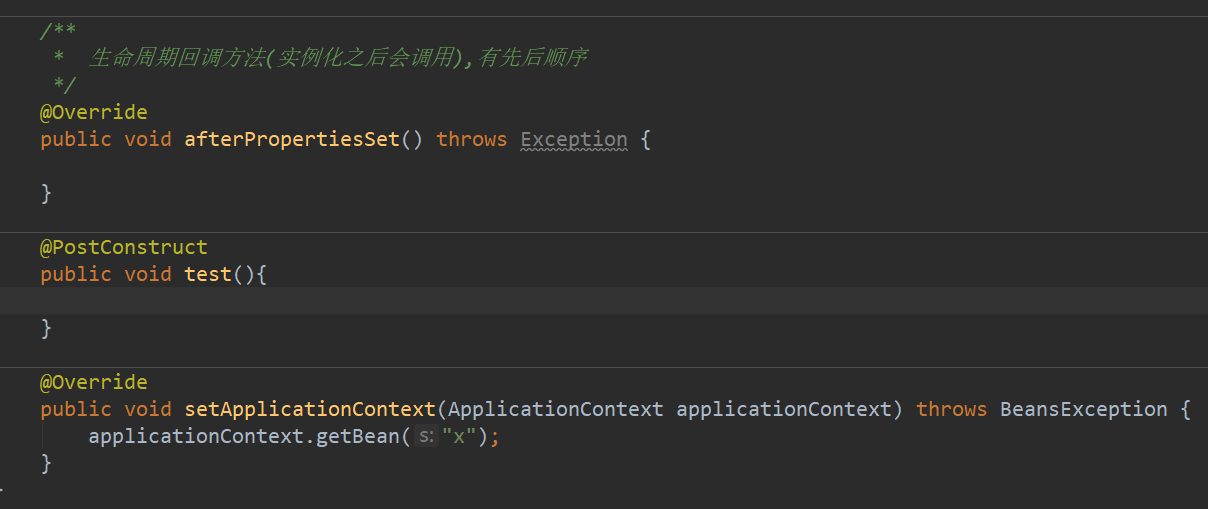 /**
 *  生命周期回调方法(实例化之后会调用),有先后顺序
 */
@Override
public void afterPropertiesSet() throws Exception {
}
@PostConstruct
public void test(){
}
@Override
public void setApplicationContext(ApplicationContext applicationContext) throws BeansException {
    applicationContext.getBean(s:"x");
}